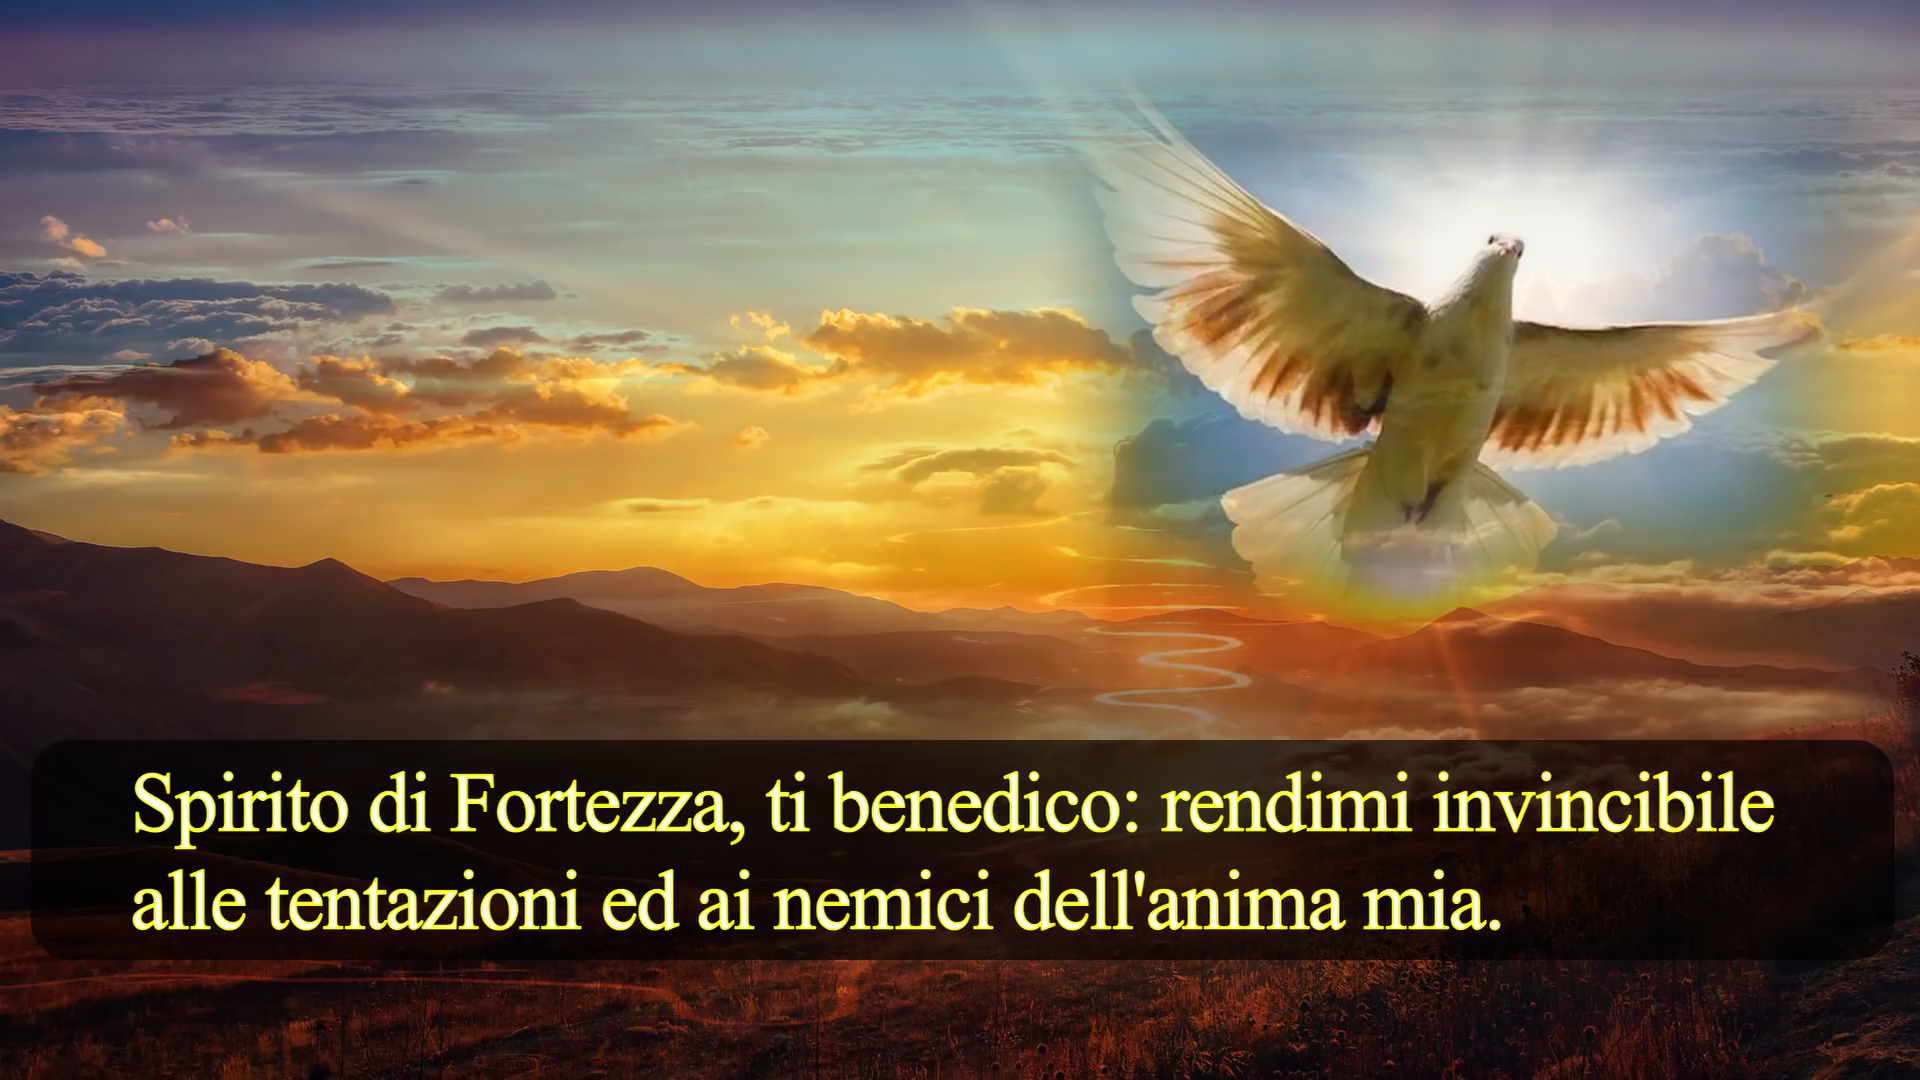 Spirito di Fortezza, ti benedico: rendimi invincibile
alle tentazioni ed ai nemici dell'anima mia.